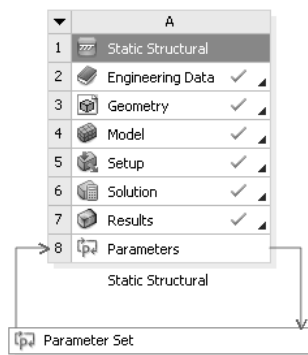 A
1 Static Structural
2 Engineering Data
3 Geometry
4 Model
5 Setup
6 Solution
7 Results
8 Parameters
Static Structural
Parameter Set